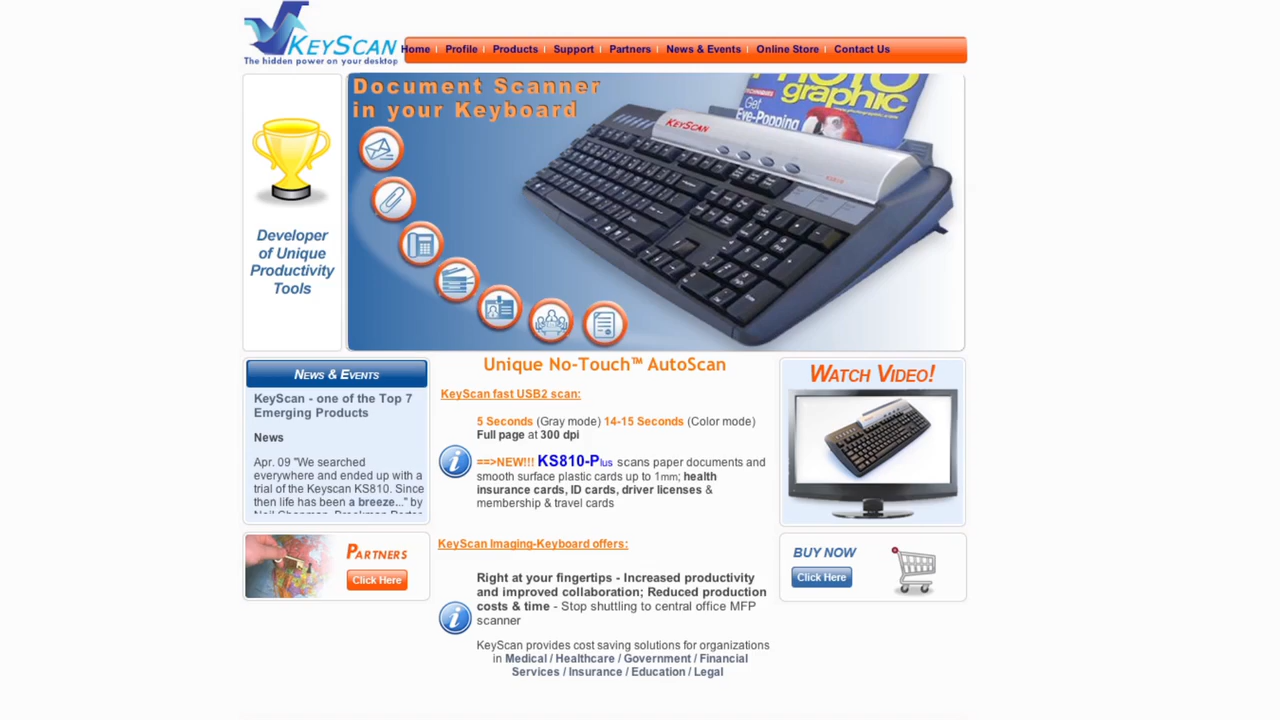 KEYSCAN
The hidden power on your desktop
Home Profile Products Support Partners News & Events Online Store Contact Us
Developer
of Unique
Productivity
Tools
Document Scanner
in your Keyboard
PHOTO
graphic
TECHNIQUES
Get
Eye-Popping
KEYSCAN
NEWS & EVENTS
KeyScan - one of the Top 7
Emerging Products
News
Apr. 09 "We searched
everywhere and ended up with a
trial of the Keyscan KS810. Since
then life has been a breeze..." by
PARTNERS
Click Here
Unique No-Touch™ AutoScan
KeyScan fast USB2 scan:
5 Seconds (Gray mode) 14-15 Seconds (Color mode)
Full page at 300 dpi
==>NEW!!! KS810-Plus scans paper documents and
smooth surface plastic cards up to 1mm; health
insurance cards, ID cards, driver licenses &
membership & travel cards
KeyScan Imaging-Keyboard offers:
Right at your fingertips - Increased productivity
and improved collaboration; Reduced production
costs & time - Stop shuttling to central office MFP
scanner
KeyScan provides cost saving solutions for organizations
in Medical / Healthcare / Government / Financial
Services / Insurance / Education / Legal
WATCH VIDEO!
BUY NOW
Click Here